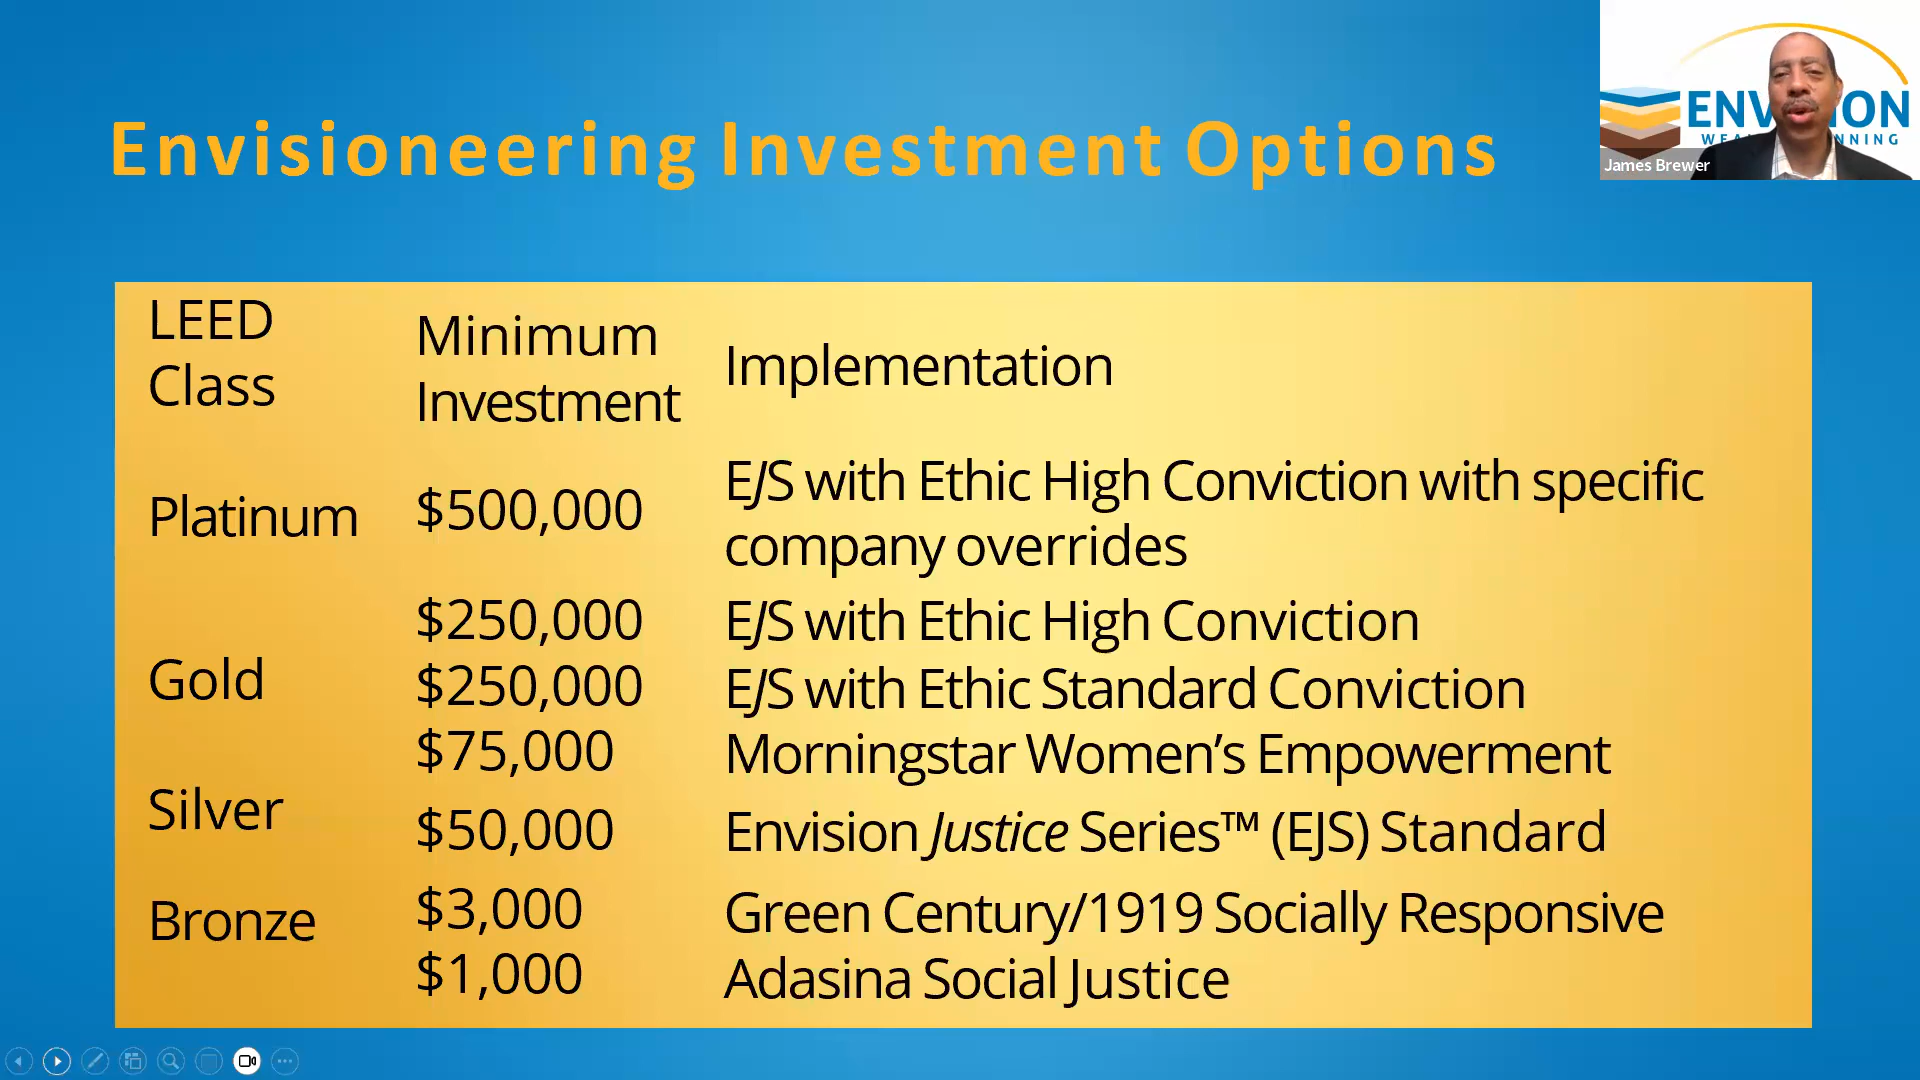 Envisioneering Investment Options
James Brewer
LEED
Class
Minimum
Investment
Implementation
Platinum
$500,000
EJS with Ethic High Conviction with specific
company overrides
Gold
$250,000
EJS with Ethic High Conviction
$250,000
EJS with Ethic Standard Conviction
$75,000
Morningstar Women’s Empowerment
Silver
$50,000
Envision Justice Series™ (EJS) Standard
Bronze
$3,000
Green Century/1919 Socially Responsive
$1,000
Adasina Social Justice